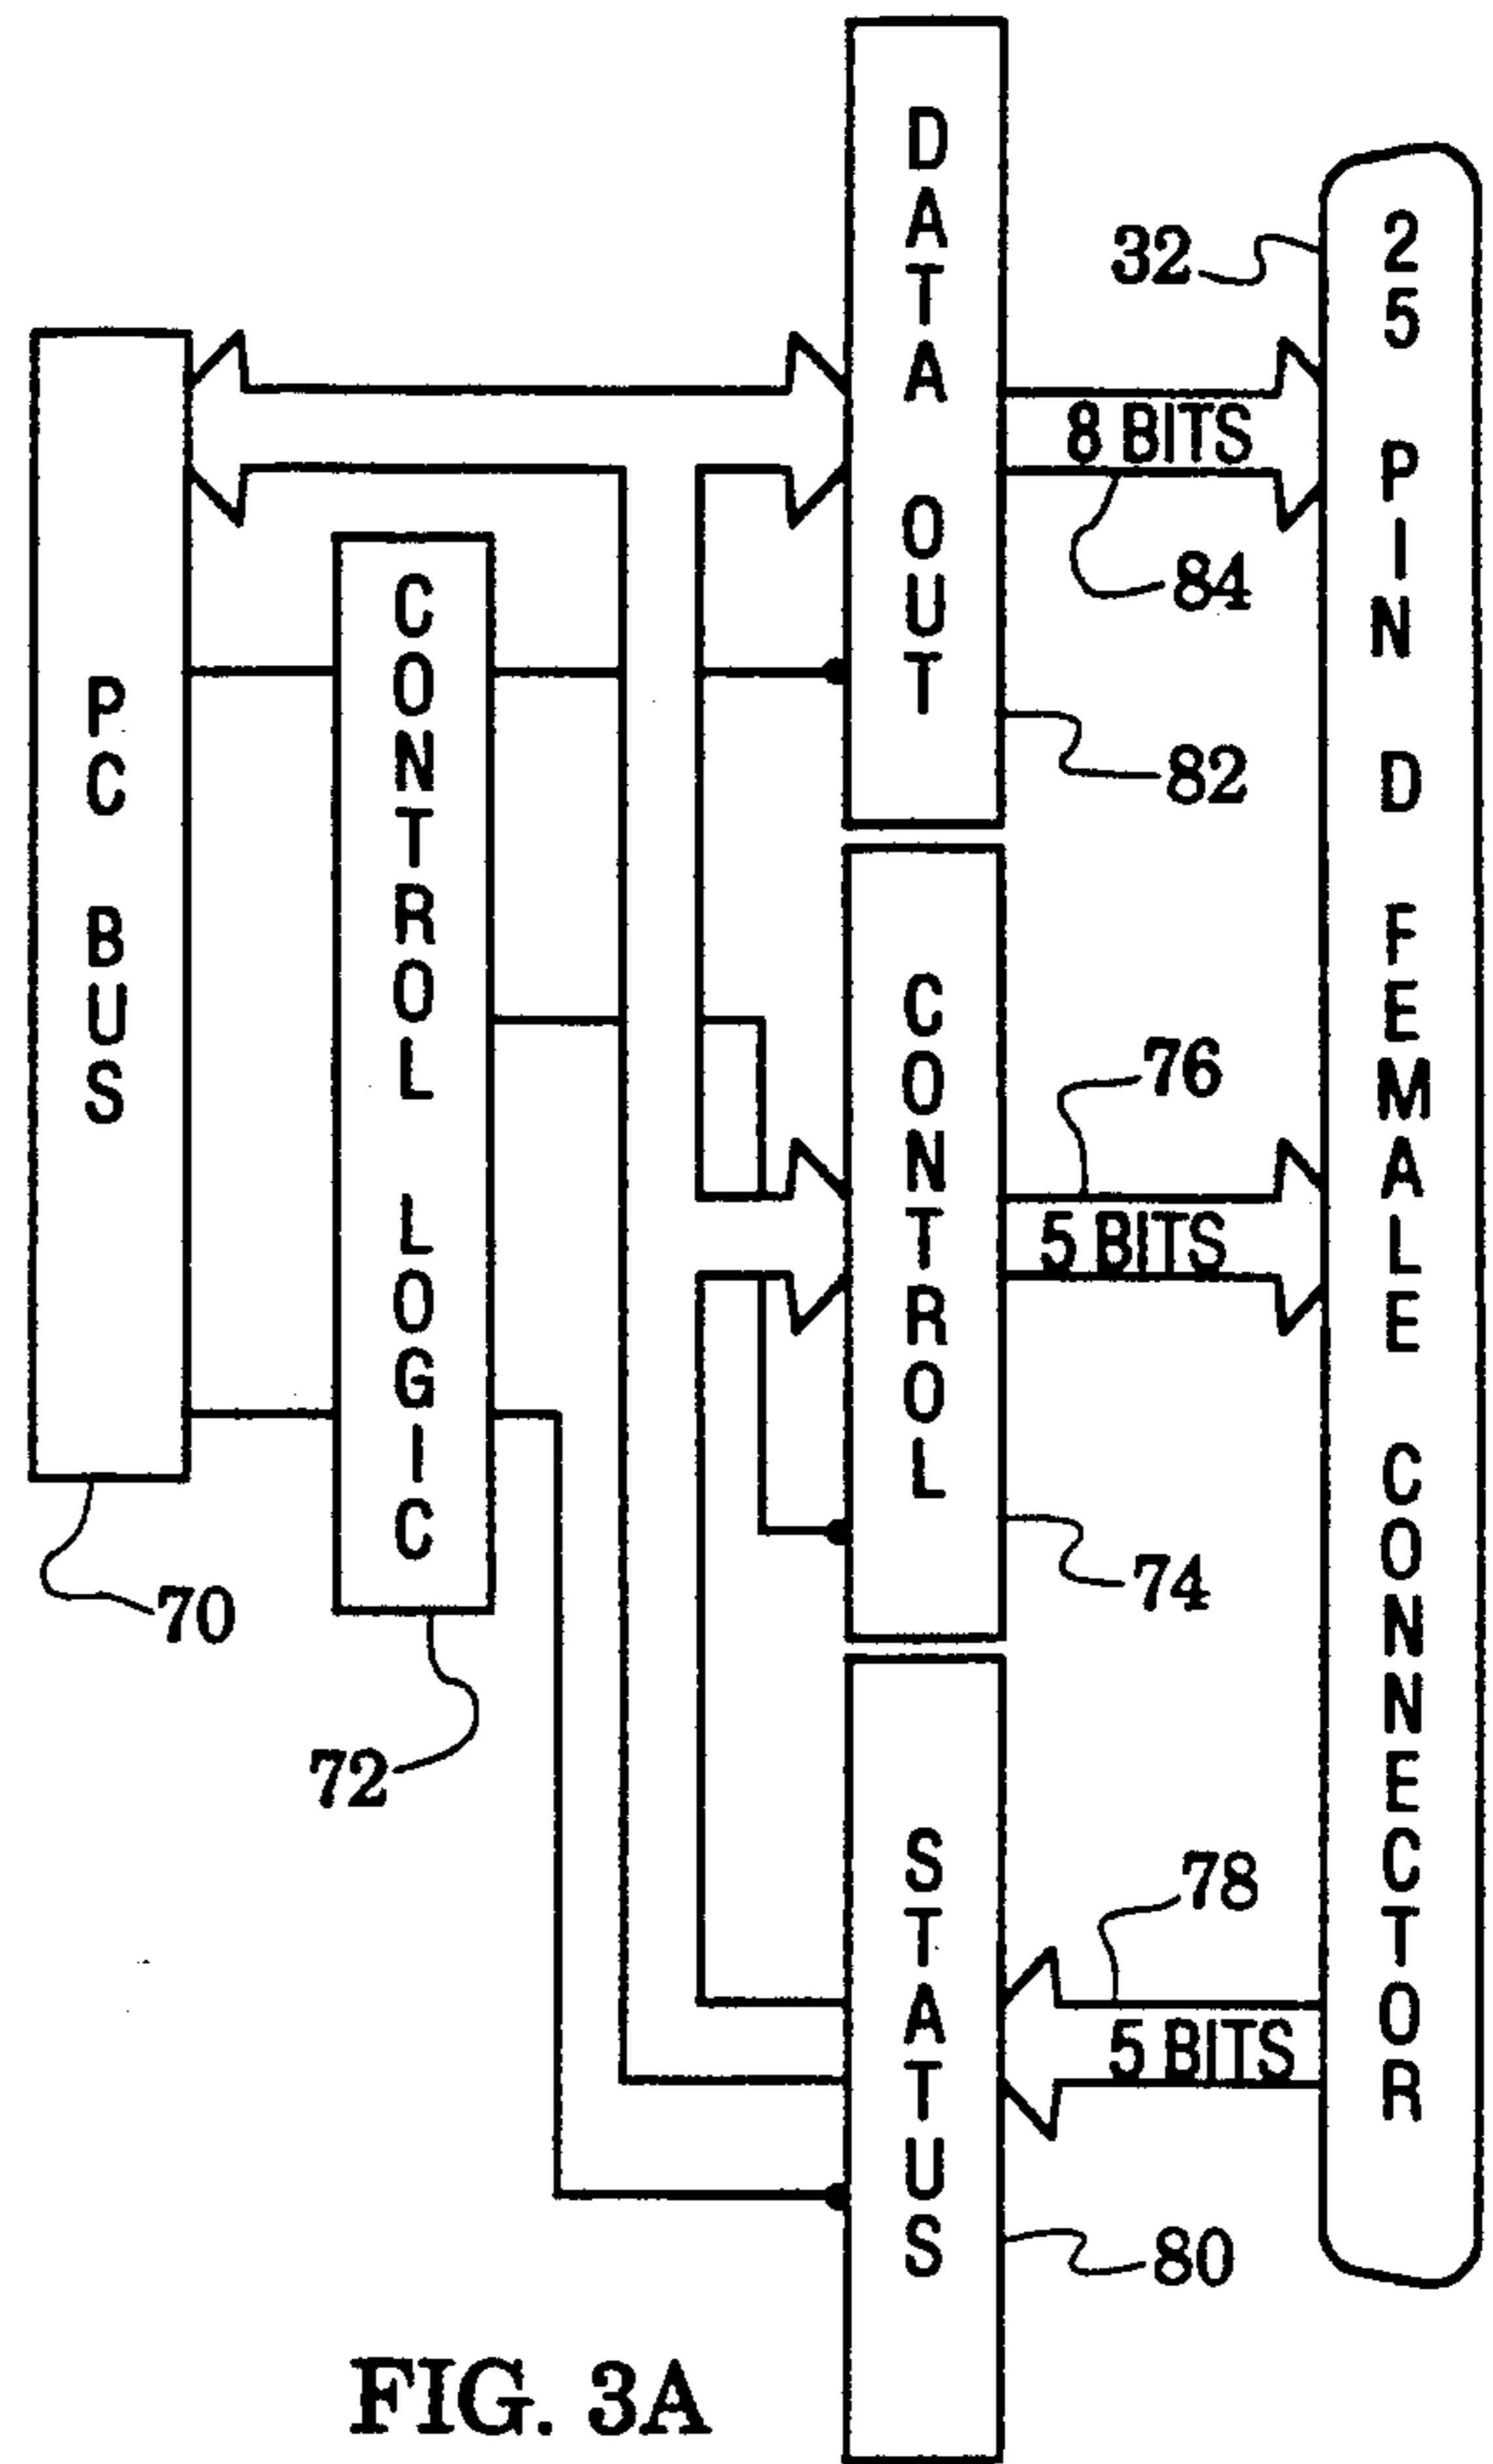 PC BUS
70
CONTROL LOGIC
72
DATA OUT
82
8 BITS
84
CONTROL
74
76
5 BITS
STATUS
80
78
5 BITS
32
25 PIN D FEMALE CONNECTOR
FIG. 3A